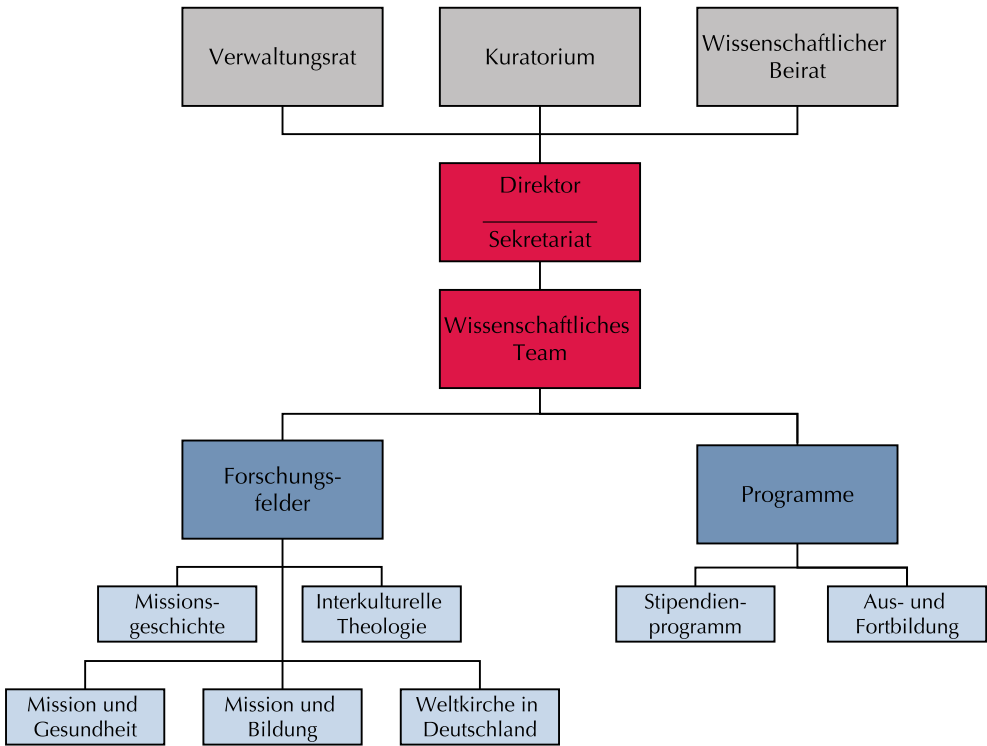 Verwaltungsrat
Kuratorium
Wissenschaftlicher
Beirat
Direktor
Sekretariat
Wissenschaftliches
Team
Forschungs-
felder
Programme
Missions-
geschichte
Interkulturelle
Theologie
Stipendien-
programm
Aus- und
Fortbildung
Mission und
Gesundheit
Mission und
Bildung
Weltkirche in
Deutschland